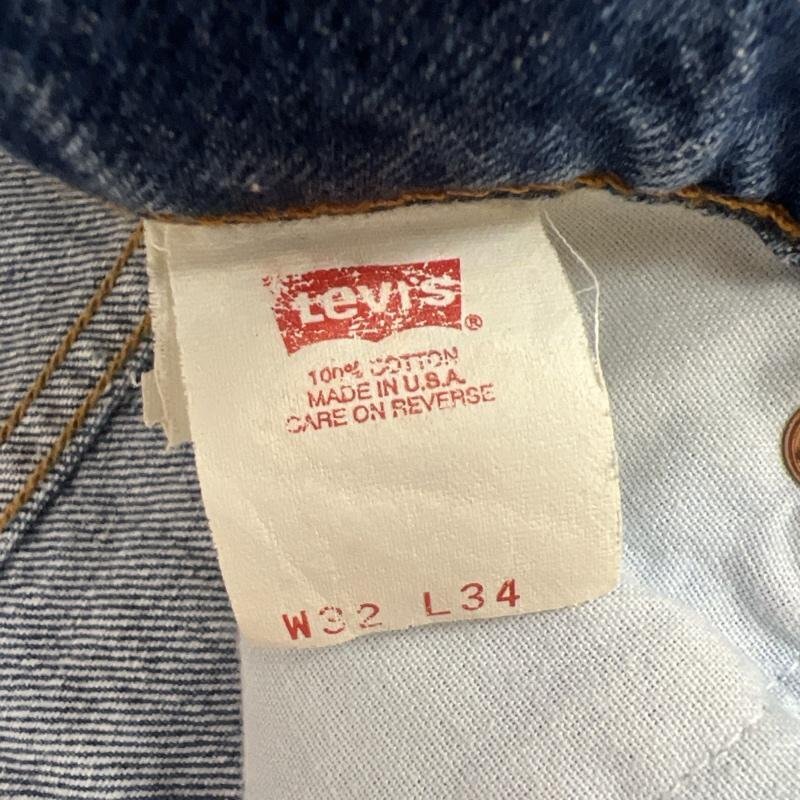 Levi's ®
100% COTTON
MADE IN U.S.A.
CARE ON REVERSE
W32 L34